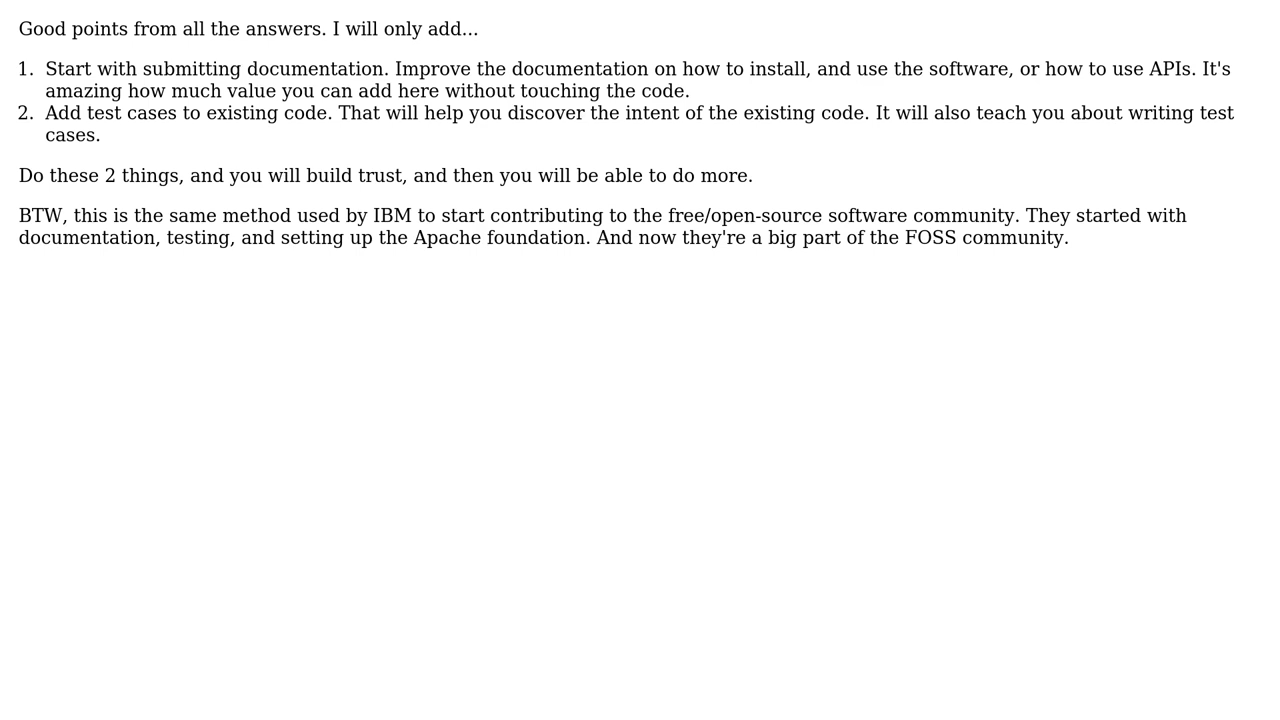 Good points from all the answers. I will only add...
1. Start with submitting documentation. Improve the documentation on how to install, and use the software, or how to use APIs. It's
amazing how much value you can add here without touching the code.
2. Add test cases to existing code. That will help you discover the intent of the existing code. It will also teach you about writing test
cases.
Do these 2 things, and you will build trust, and then you will be able to do more.
BTW, this is the same method used by IBM to start contributing to the free/open-source software community. They started with
documentation, testing, and setting up the Apache foundation. And now they're a big part of the FOSS community.